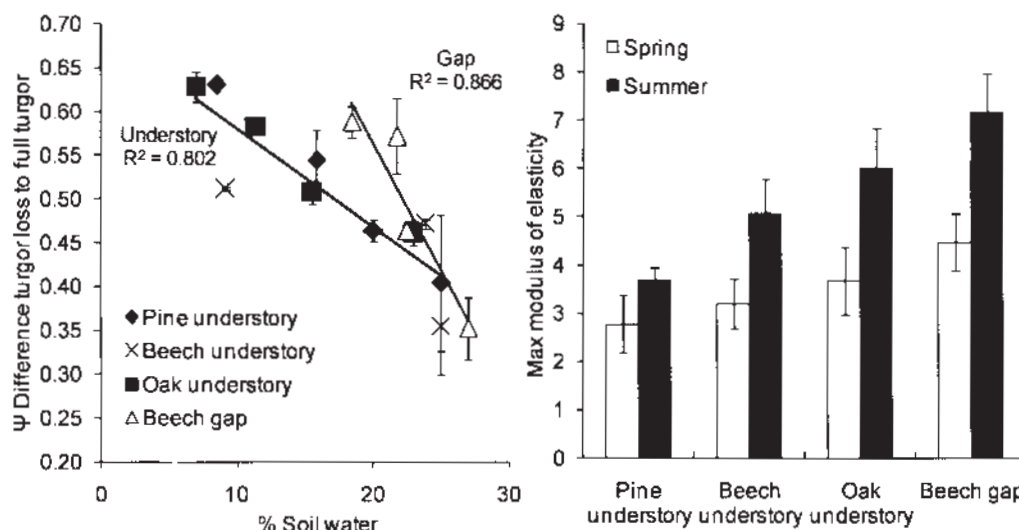 0.70
0.65
0.60
0.55
0.50
0.45
0.40
0.35
0.30
0.25
0.20
Ψ Difference turgor loss to full turgor
Gap
R² = 0.866
Understory
R² = 0.802
Pine understory
Beech understory
Oak understory
Beech gap
0
10
20
30
% Soil water
9
8
7
6
5
4
3
2
1
0
Max modulus of elasticity
Spring
Summer
Pine Beech Oak Beech gap
understory understory understory